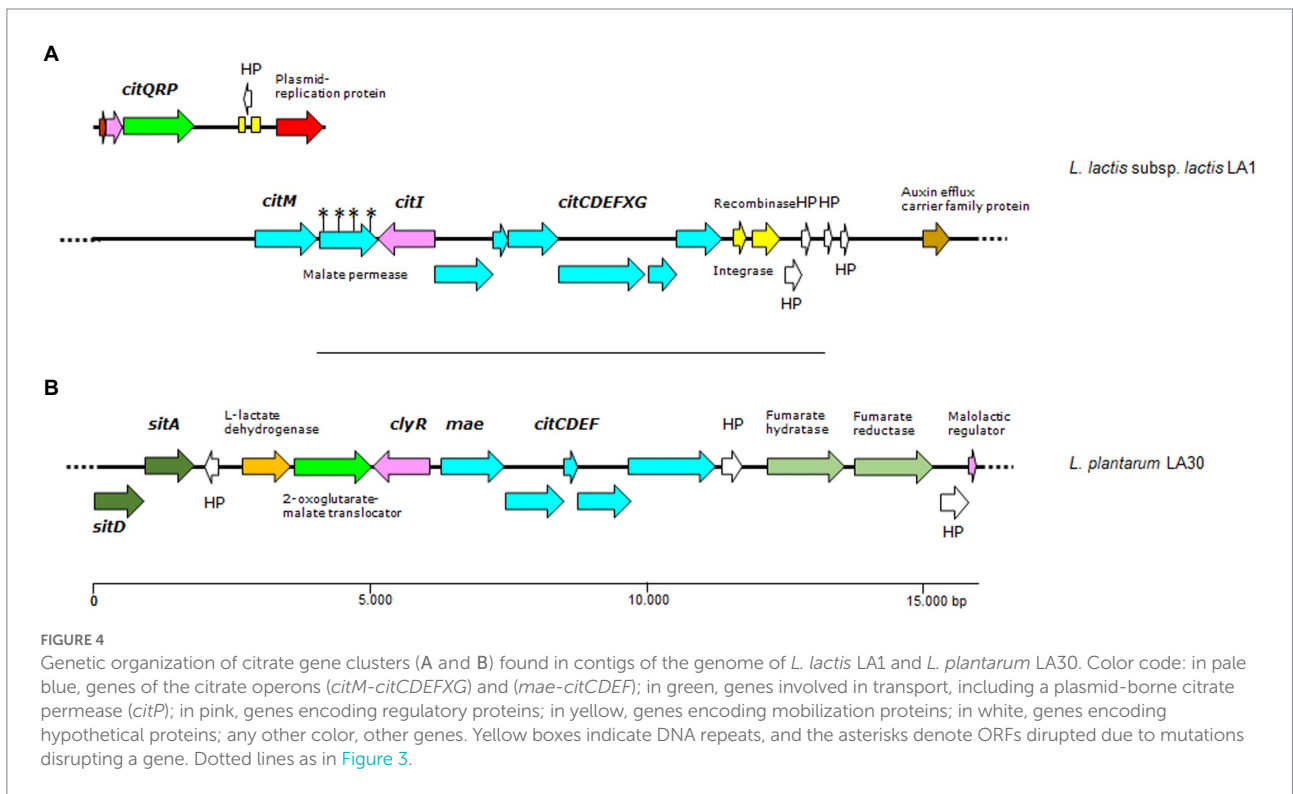 A
HP
citQRP
Plasmid-
replication protein
L. lactis subsp. lactis LA1
citM
* * * *
citI
citCDEFXG
Recombinase
HP HP
Auxin efflux
carrier family protein
Malate permease
Integrase
HP
HP
B
sitA
L-lactate
dehydrogenase
clyR
mae
citCDEF
HP
Fumarate
hydratase
Fumarate
reductase
Malolactic
regulator
L. plantarum LA30
HP
2-oxoglutarate-
malate translocator
sitD
HP
0
5.000
10.000
15.000 bp
FIGURE 4
Genetic organization of citrate gene clusters (A and B) found in contigs of the genome of L. lactis LA1 and L. plantarum LA30. Color code: in pale
blue, genes of the citrate operons (citM-citCDEFXG) and (mae-citCDEF); in green, genes involved in transport, including a plasmid-borne citrate
permease (citP); in pink, genes encoding regulatory proteins; in yellow, genes encoding mobilization proteins; in white, genes encoding
hypothetical proteins; any other color, other genes. Yellow boxes indicate DNA repeats, and the asterisks denote ORFs disrupted due to mutations
disrupting a gene. Dotted lines as in Figure 3.